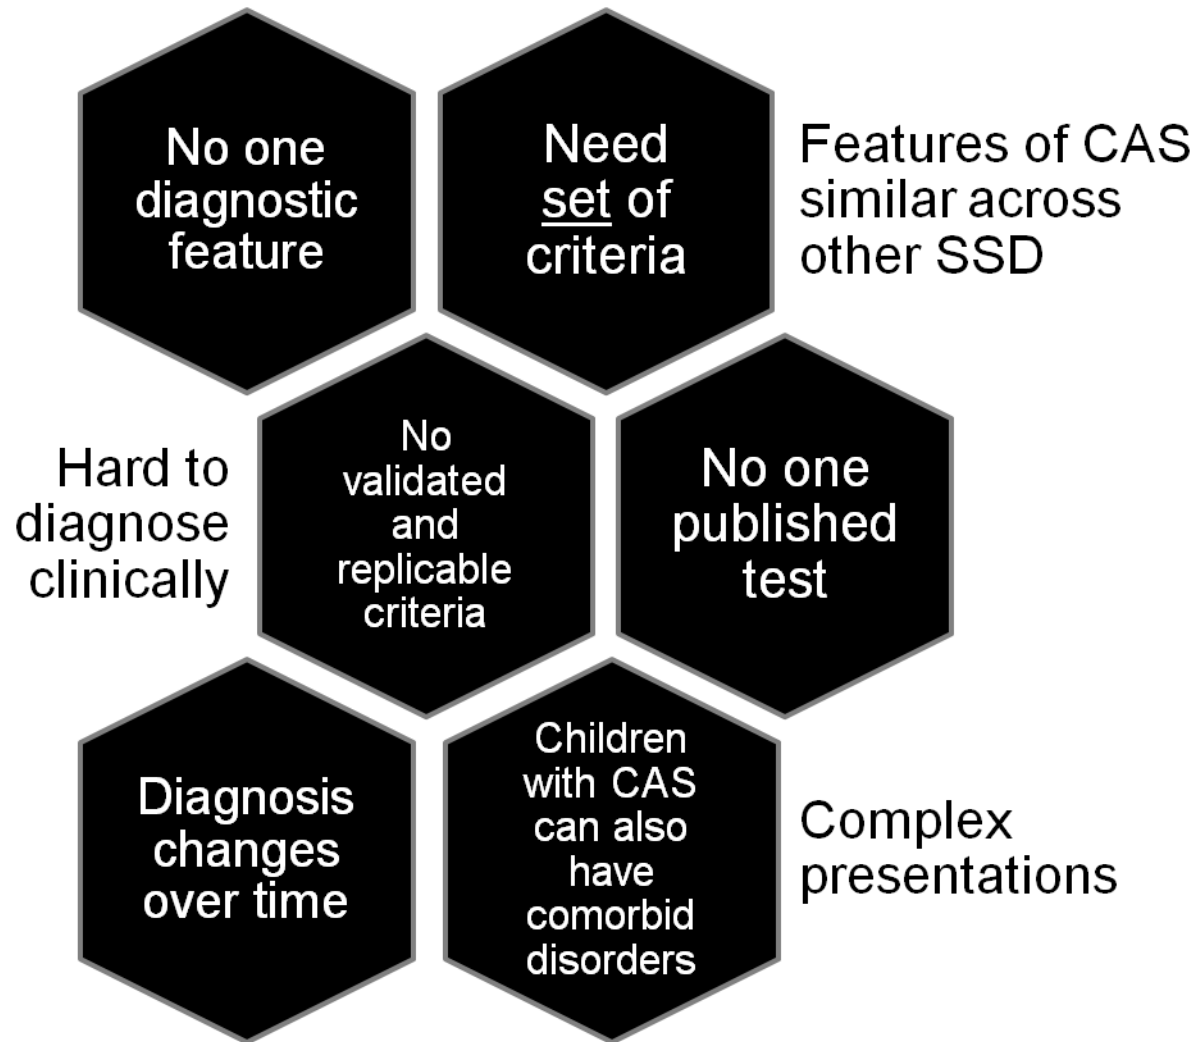 No one
diagnostic
feature
Need
set of
criteria
Features of CAS
similar across
other SSD
Hard to
diagnose
clinically
No
validated
and
replicable
criteria
No one
published
test
Diagnosis
changes
over time
Children
with CAS
can also
have
comorbid
disorders
Complex
presentations